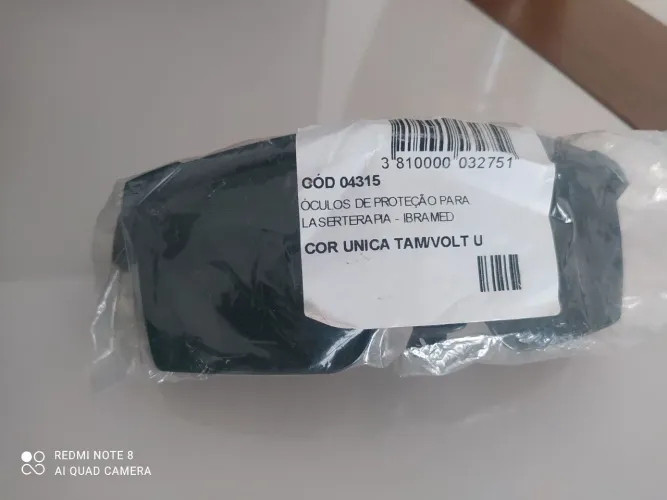 3 810000 032751
CÓD 04315
ÓCULOS DE PROTEÇÃO PARA
LASERTERAPIA - IBRAMED
COR UNICA TAM/VOLT U
REDMI NOTE 8
AI QUAD CAMERA